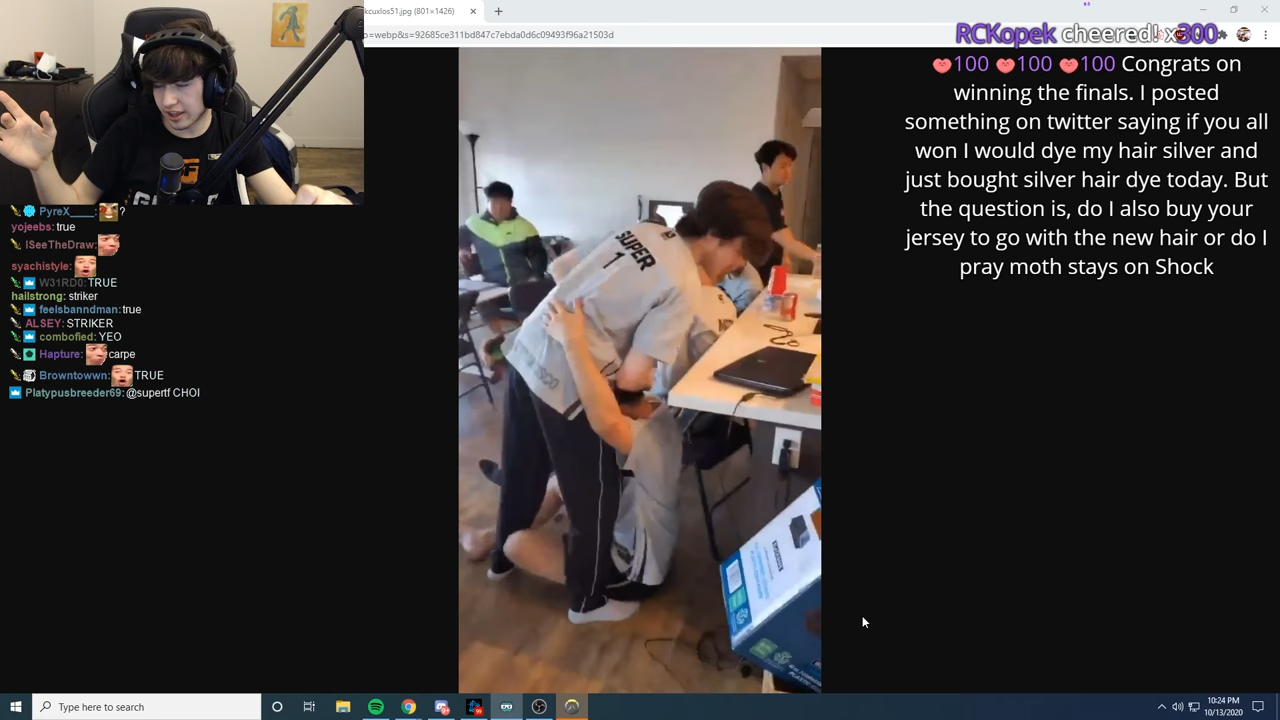 kcuxlos51.jpg (801×1426)
o=webp&s=92685ce311bd847c7ebda0d6c09493f96a21503d
RCKopek cheered! x300
100 100 100 Congrats on
winning the finals. I posted
something on twitter saying if you all
won I would dye my hair silver and
just bought silver hair dye today. But
the question is, do I also buy your
jersey to go with the new hair or do I
pray moth stays on Shock
PyreX____: ?
yojeebs: true
ISeeTheDraw:
syachistyle:
W31RD0: TRUE
hailstrong: striker
feelsbanndman: true
ALSEY: STRIKER
combofied: YEO
Hapture: carpe
Browntowwn: TRUE
Platypusbreeder69: @supertf CHOI
SUPER
1
Type here to search
10:24 PM
10/13/2020